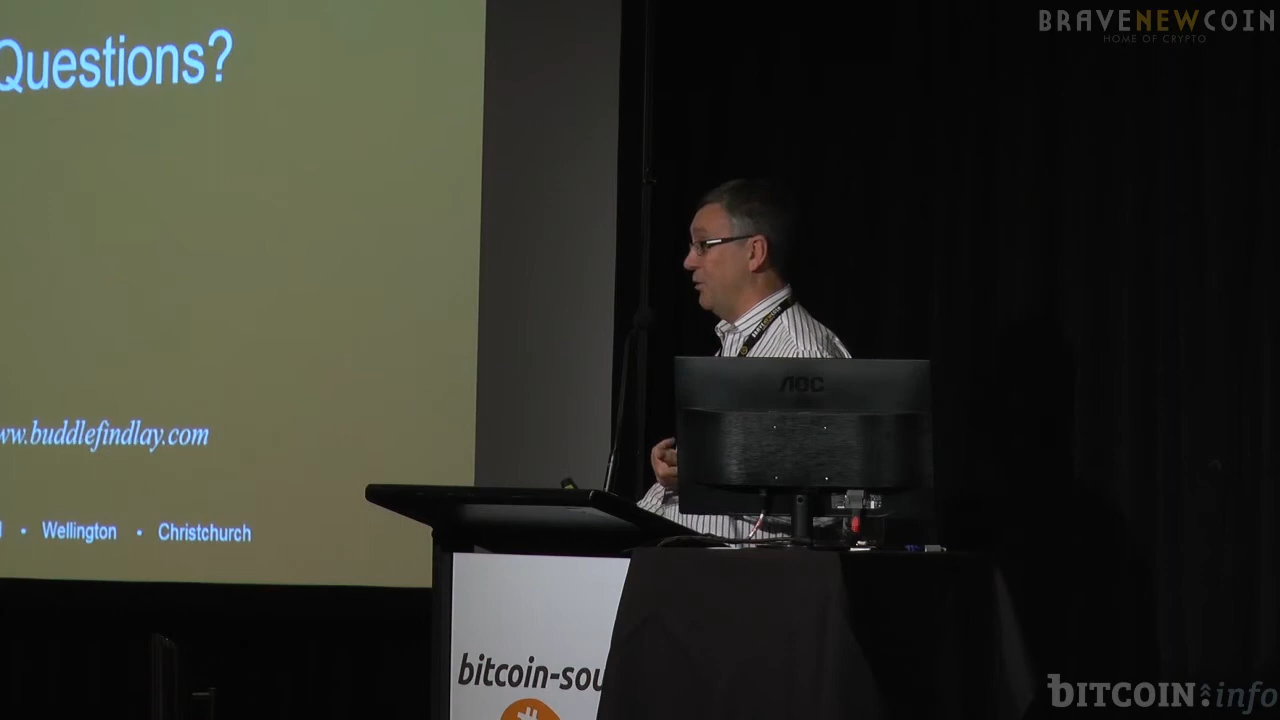 BRAVENEWCOIN
HOME OF CRYPTO
Questions?
AOC
www.buddlefindlay.com
• Wellington • Christchurch
bitcoin-sou
BITCOIN:info